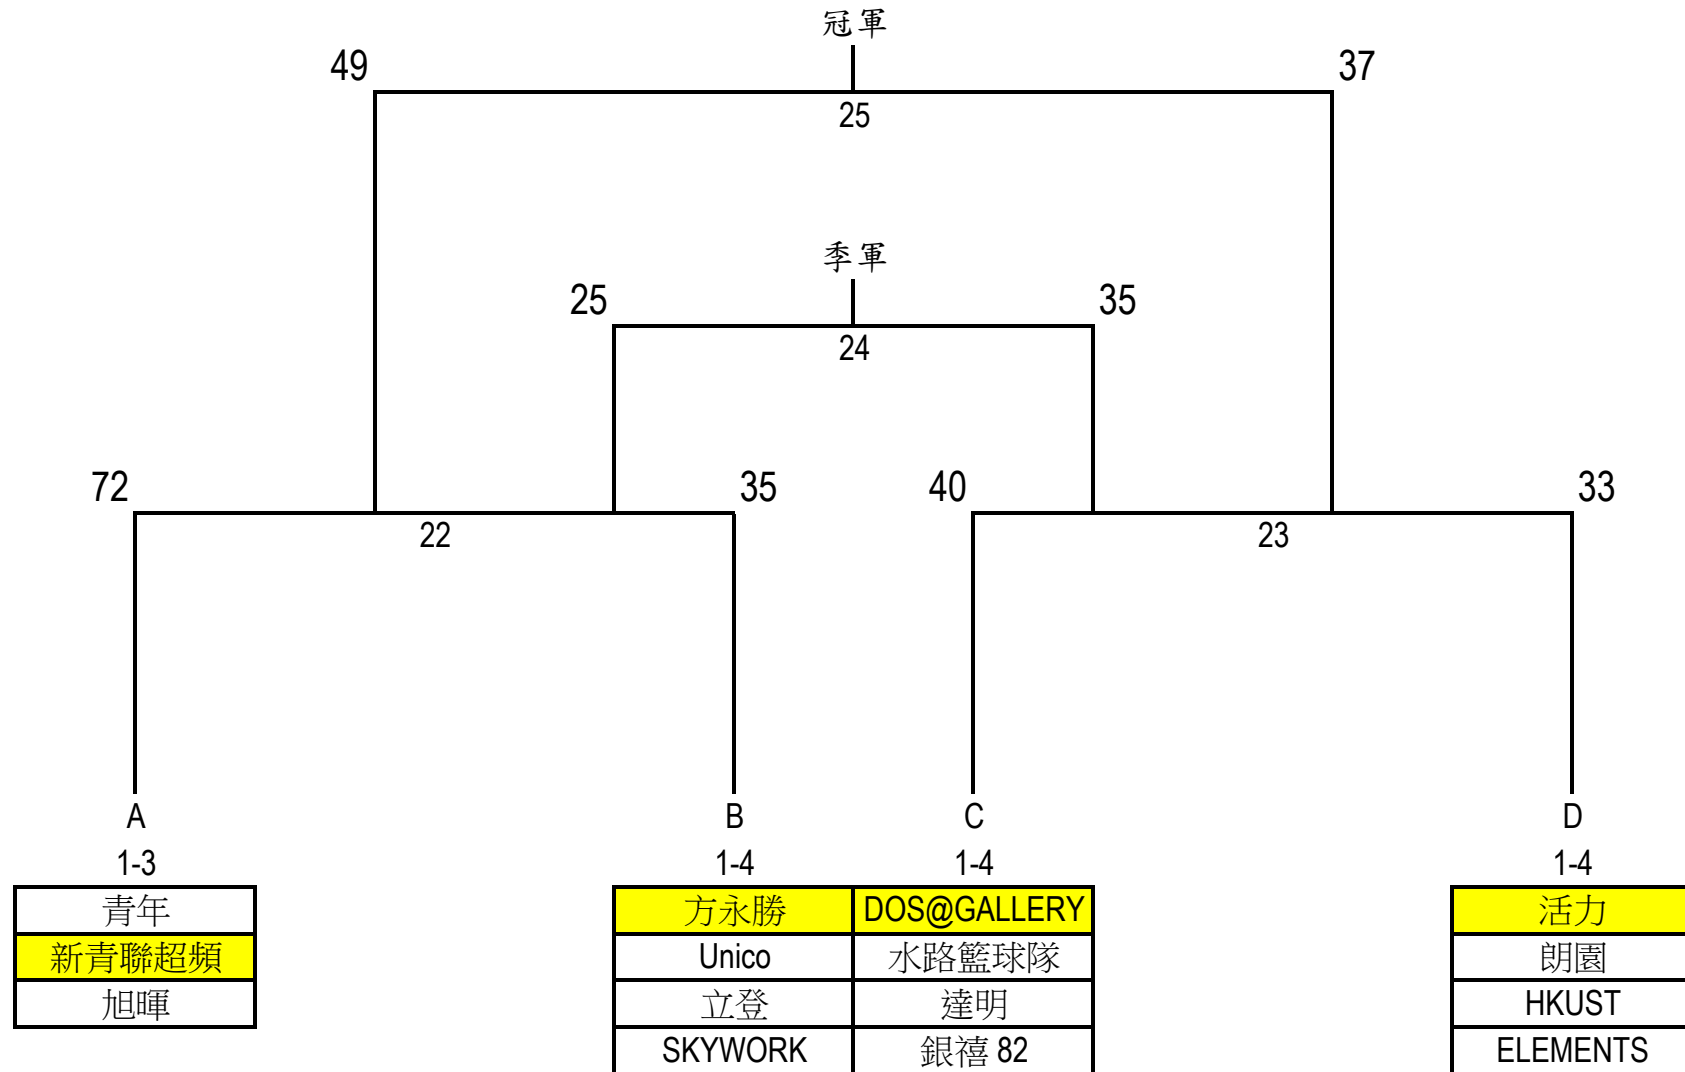 冠軍
49 37
25
季軍
25 35
24
72 35 40 33
22 23
A B C D
1-3 1-4 1-4 1-4
青年 方永勝 DOS@GALLERY 活力
新青聯超頻 Unico 水路籃球隊 朗園
旭暉 立登 達明 HKUST
SKYWORK 銀禧 82 ELEMENTS